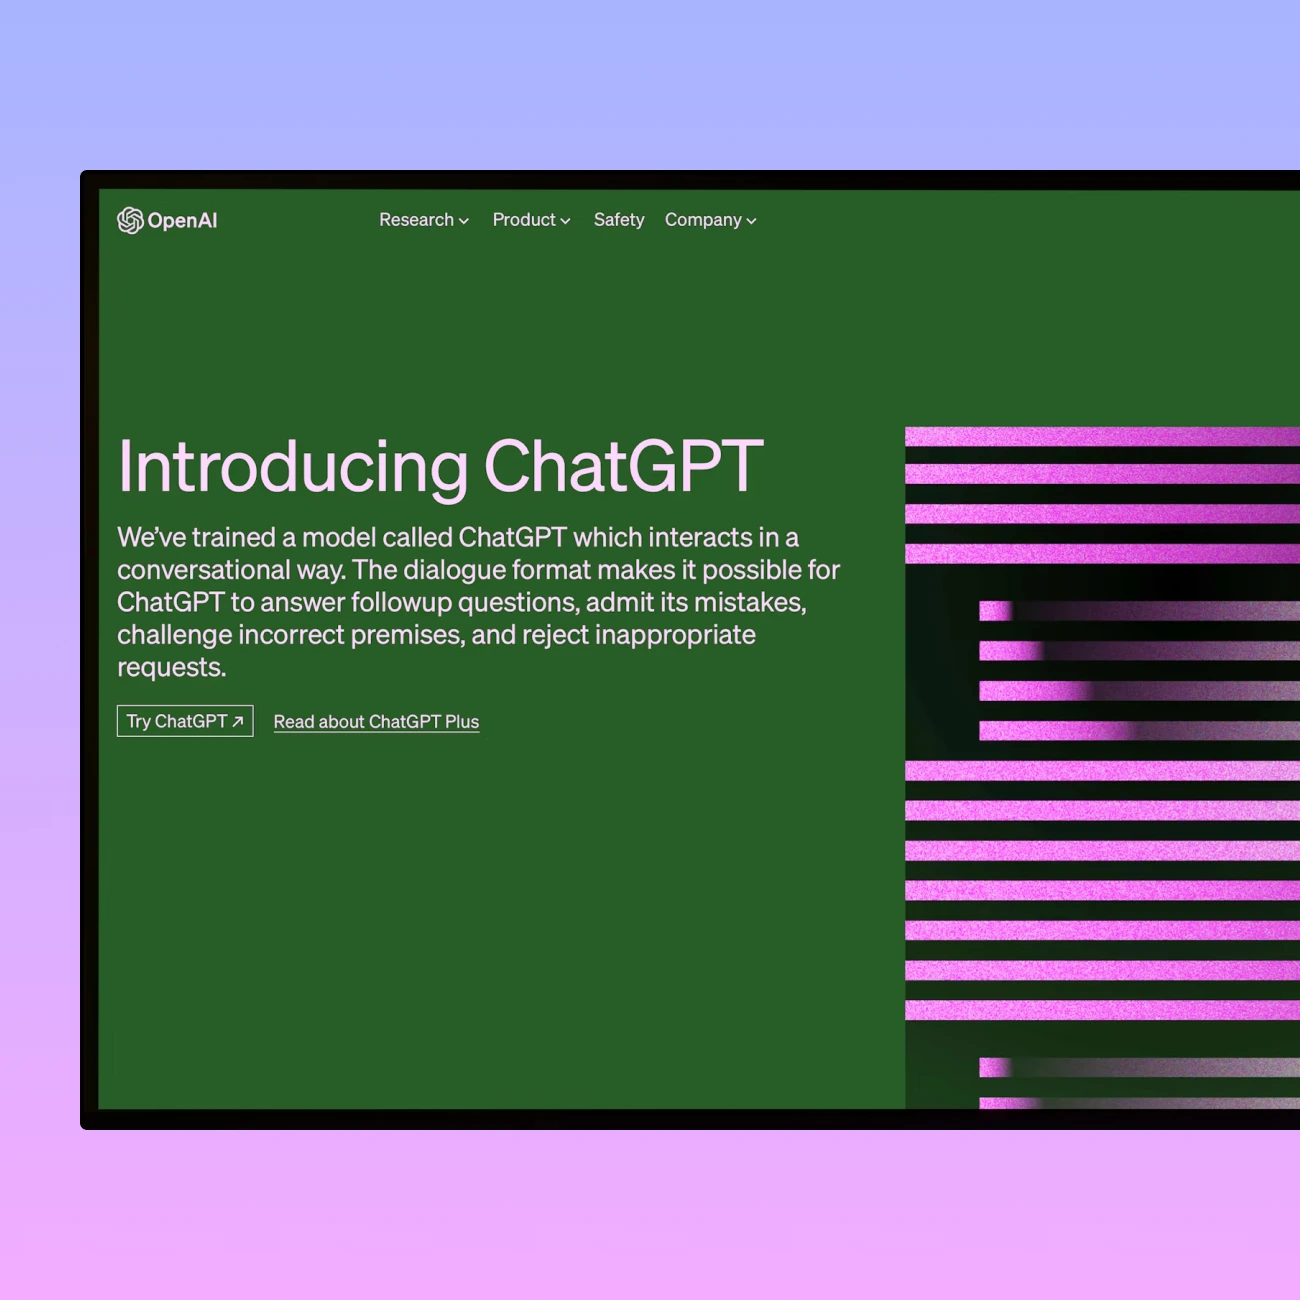 OpenAI
Research
Product
Safety
Company
Introducing ChatGPT
We’ve trained a model called ChatGPT which interacts in a
conversational way. The dialogue format makes it possible for
ChatGPT to answer followup questions, admit its mistakes,
challenge incorrect premises, and reject inappropriate
requests.
Try ChatGPT ↗
Read about ChatGPT Plus